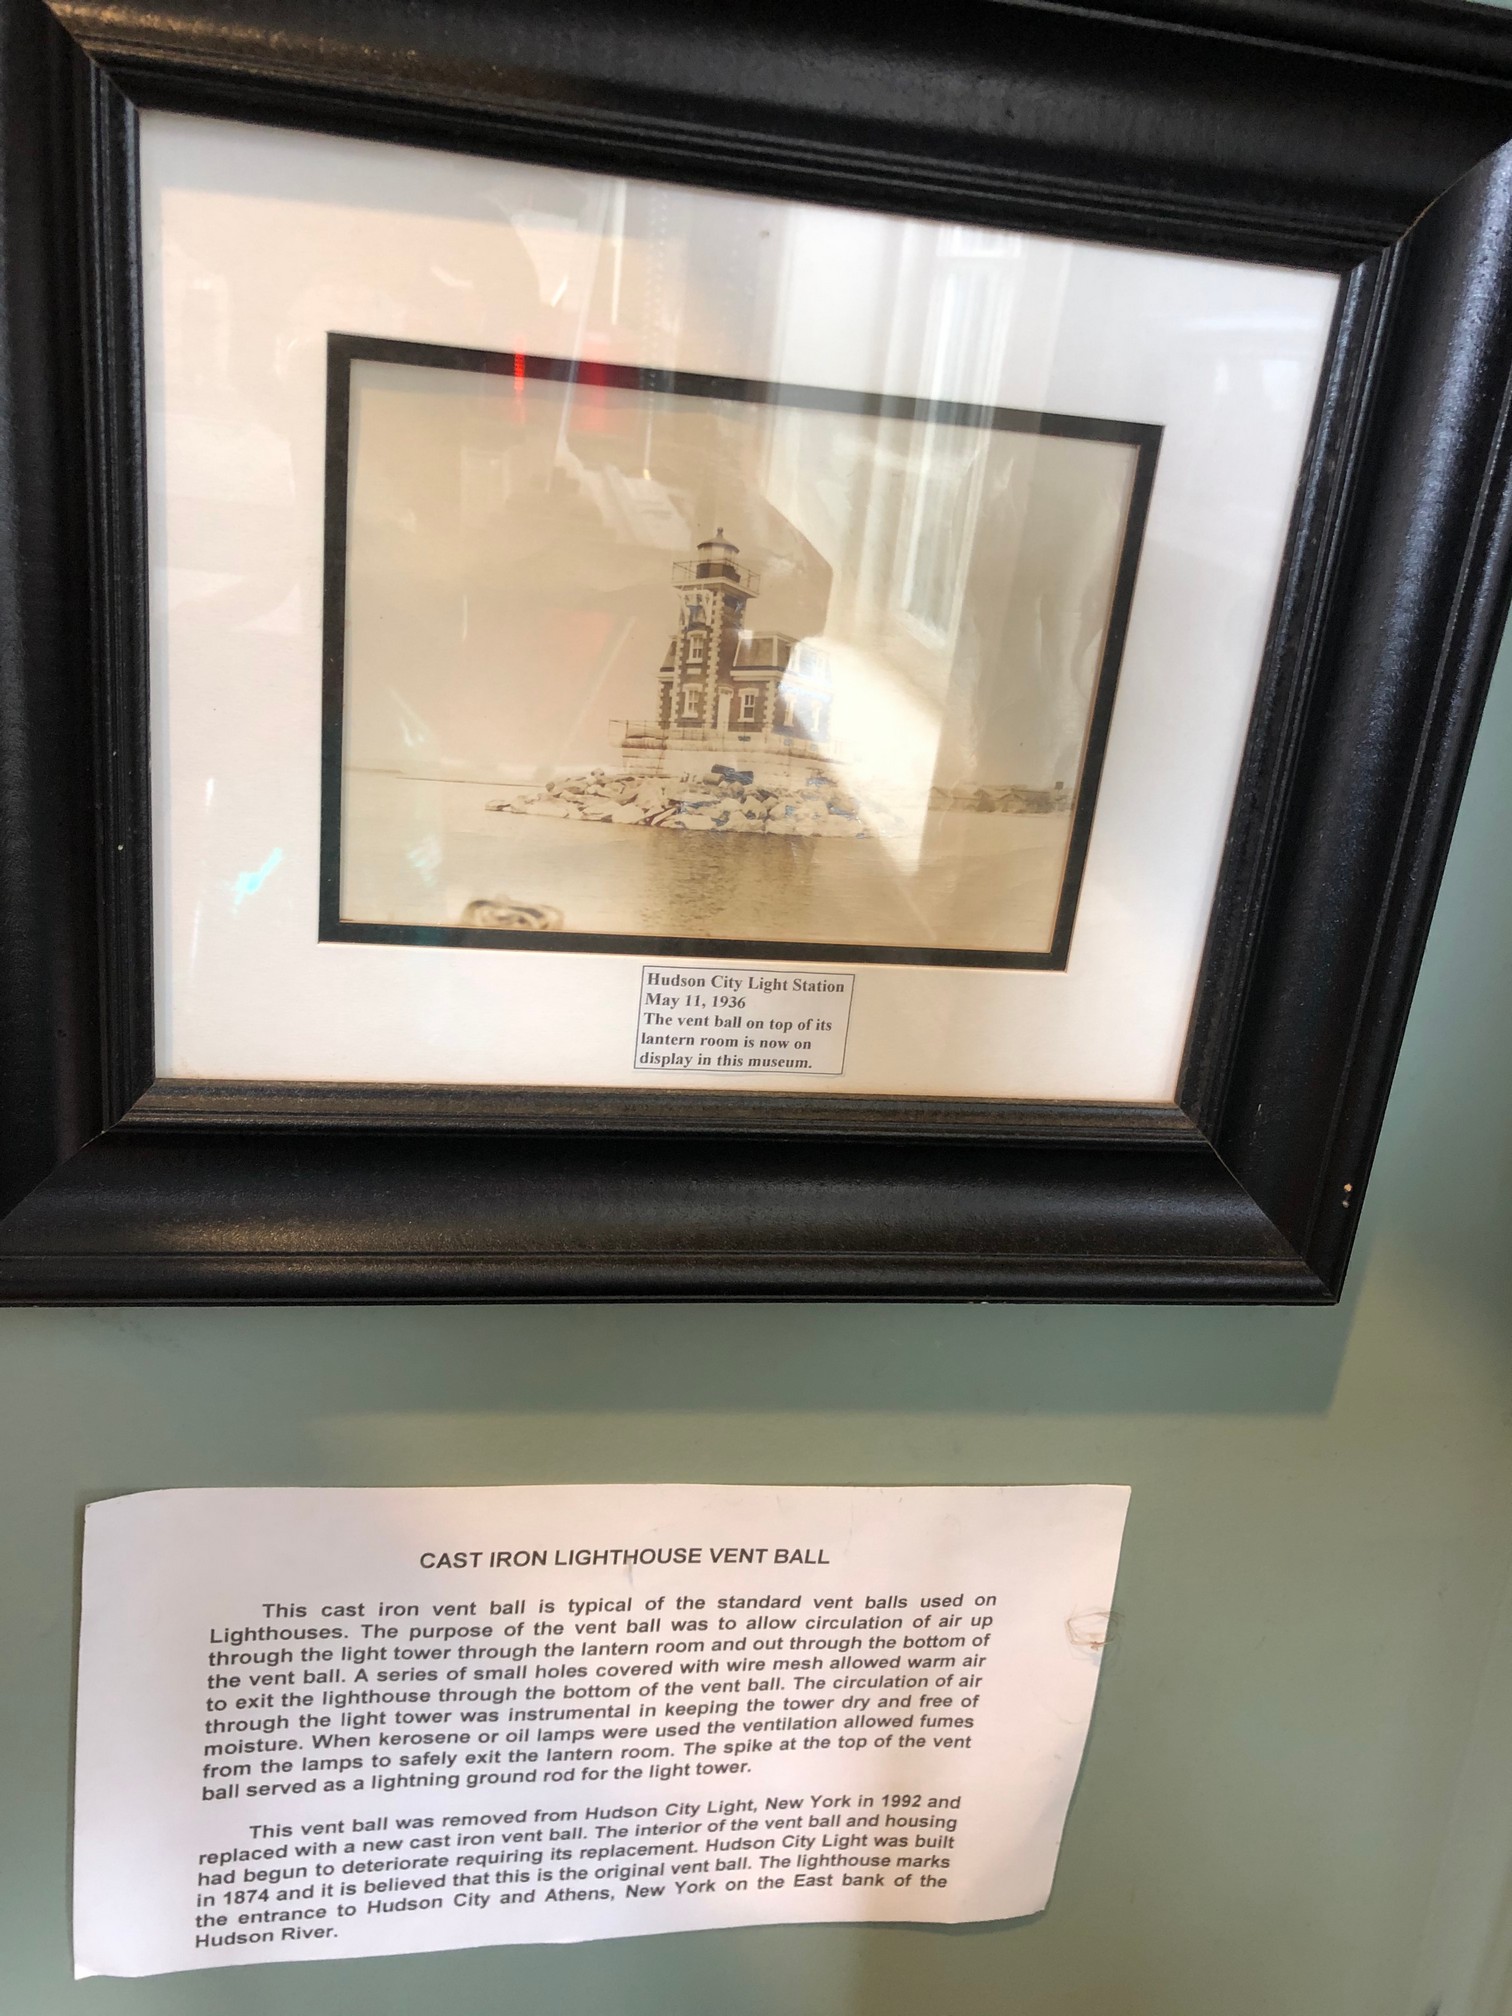 Hudson City Light Station
May 11, 1936
The vent ball on top of its
lantern room is now on
display in this museum.
CAST IRON LIGHTHOUSE VENT BALL
This cast iron vent ball is typical of the standard vent balls used on
Lighthouses. The purpose of the vent ball was to allow circulation of air up
through the light tower through the lantern room and out through the bottom of
the vent ball. A series of small holes covered with wire mesh allowed warm air
to exit the lighthouse through the bottom of the vent ball. The circulation of air
through the light tower was instrumental in keeping the tower dry and free of
moisture. When kerosene or oil lamps were used the ventilation allowed fumes
from the lamps to safely exit the lantern room. The spike at the top of the vent
ball served as a lightning ground rod for the light tower.
This vent ball was removed from Hudson City Light, New York in 1992 and
replaced with a new cast iron vent ball. The interior of the vent ball and housing
had begun to deteriorate requiring its replacement. Hudson City Light was built
in 1874 and it is believed that this is the original vent ball. The lighthouse marks
the entrance to Hudson City and Athens, New York on the East bank of the
Hudson River.